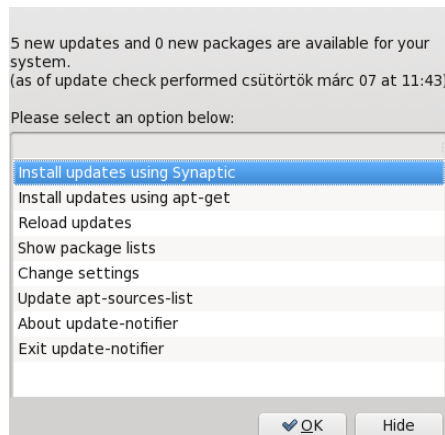 5 new updates and 0 new packages are available for your
system.
(as of update check performed csütörtök márc 07 at 11:43)
Please select an option below:
Install updates using Synaptic
Install updates using apt-get
Reload updates
Show package lists
Change settings
Update apt-sources-list
About update-notifier
Exit update-notifier
OK
Hide